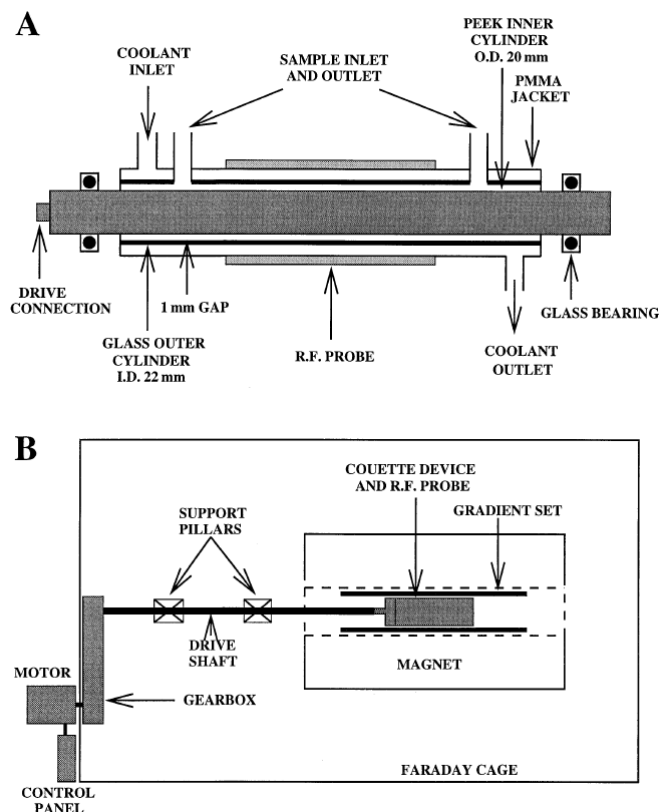 A
COOLANT
INLET
SAMPLE INLET
AND OUTLET
PEEK INNER
CYLINDER
O.D. 20 mm
PMMA
JACKET
DRIVE
CONNECTION
1 mm GAP
GLASS OUTER
CYLINDER
I.D. 22 mm
R.F. PROBE
COOLANT
OUTLET
GLASS BEARING
B
COUETTE DEVICE
AND R.F. PROBE
GRADIENT SET
SUPPORT
PILLARS
DRIVE
SHAFT
MAGNET
MOTOR
GEARBOX
CONTROL
PANEL
FARADAY CAGE